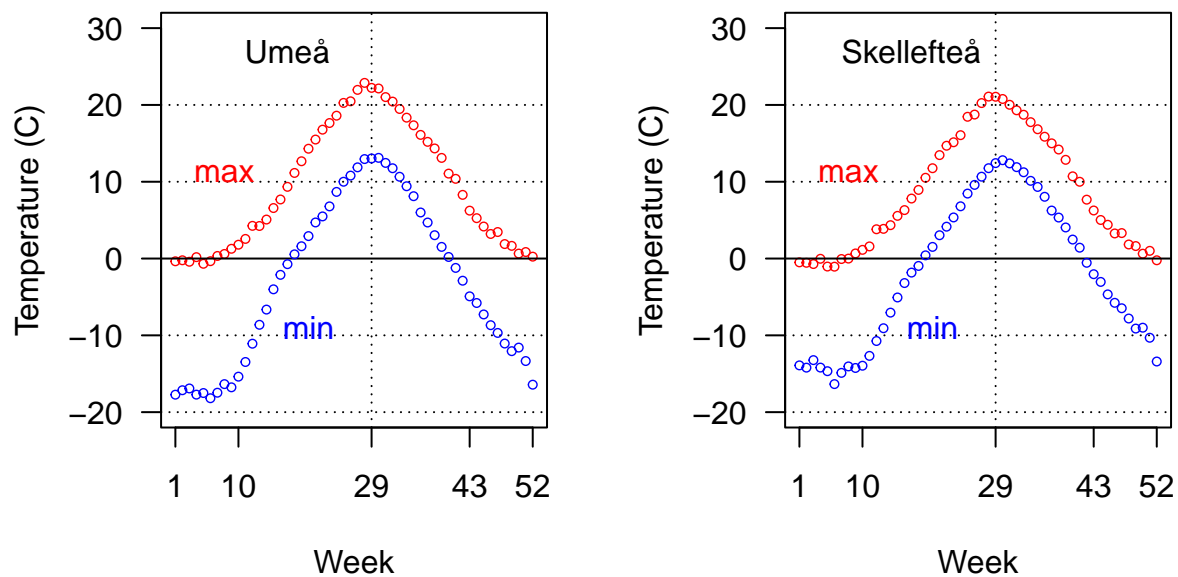 Umeå
Temperature (C)
30
20
10
0
−10
−20
max
min
1 10 29 43 52
Week
Skellefteå
Temperature (C)
30
20
10
0
−10
−20
max
min
1 10 29 43 52
Week